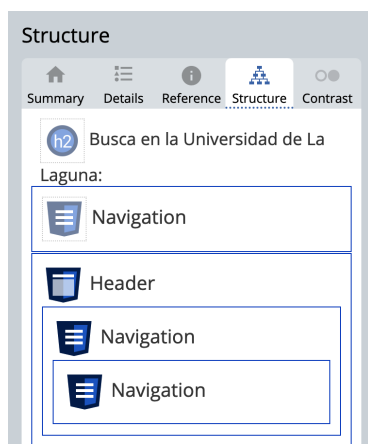 Structure
Summary Details Reference Structure Contrast
h2 Busca en la Universidad de La
Laguna:
Navigation
Header
Navigation
Navigation